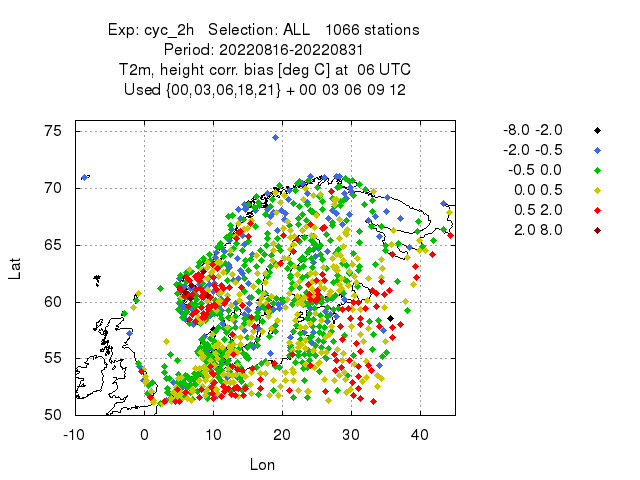 Exp: cyc_2h   Selection: ALL   1066 stations
Period: 20220816-20220831
T2m, height corr. bias [deg C] at  06 UTC
Used {00,03,06,18,21} + 00 03 06 09 12
-8.0 -2.0
-2.0 -0.5
-0.5 0.0
0.0 0.5
0.5 2.0
2.0 8.0
75
70
65
60
55
50
Lat
-10 0 10 20 30 40
Lon